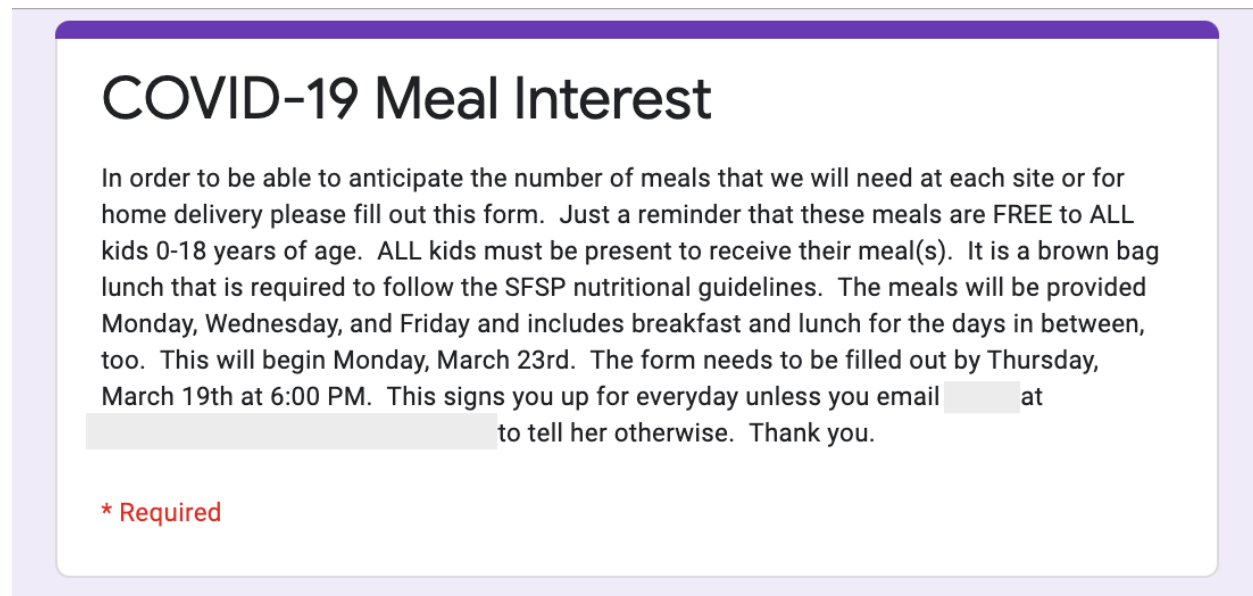 COVID-19 Meal Interest
In order to be able to anticipate the number of meals that we will need at each site or for
home delivery please fill out this form.  Just a reminder that these meals are FREE to ALL
kids 0-18 years of age.  ALL kids must be present to receive their meal(s).  It is a brown bag
lunch that is required to follow the SFSP nutritional guidelines.  The meals will be provided
Monday, Wednesday, and Friday and includes breakfast and lunch for the days in between,
too.  This will begin Monday, March 23rd.  The form needs to be filled out by Thursday,
March 19th at 6:00 PM.  This signs you up for everyday unless you email at
to tell her otherwise.  Thank you.
* Required